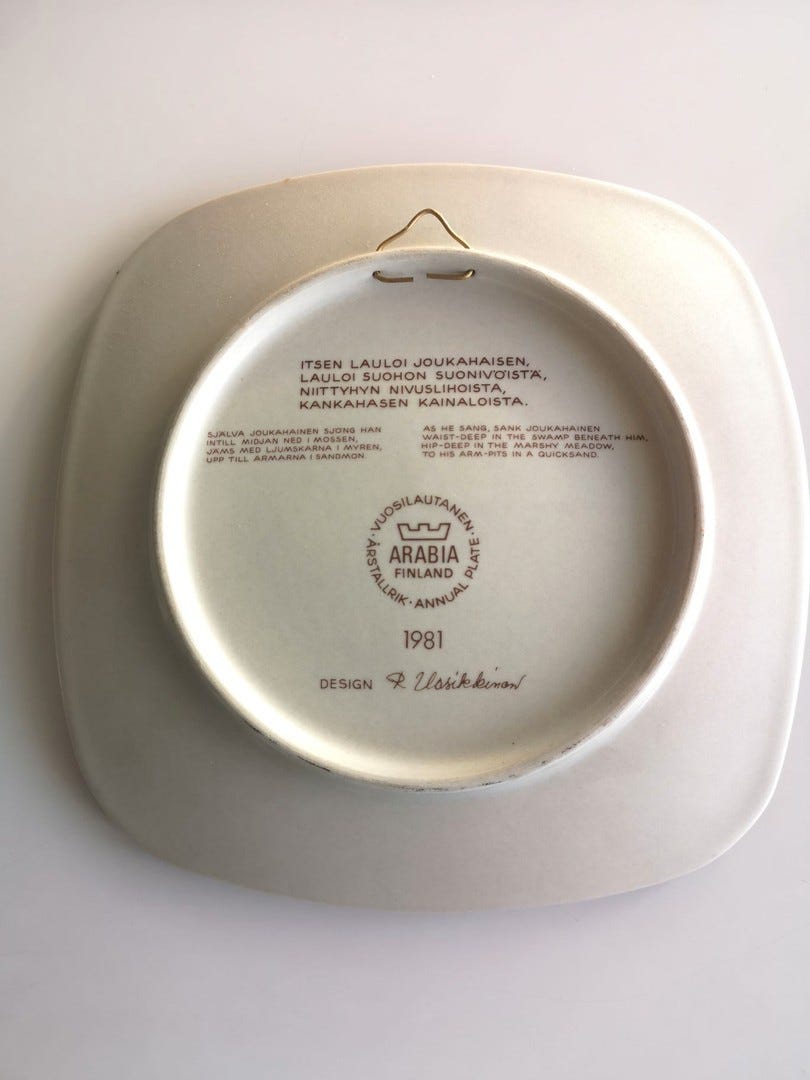 ITSEN LAULOI JOUKAHAISEN,
LAULOI SUOHON SUONIVÖISTÄ,
NIITTYHYN NIVUSLIHOISTA,
KANKAHASEN KAINALOISTA.
SJÄLVA JOUKAHAINEN SJÖNG HAN
INTILL MIDJAN NED I MOSSEN,
JÄMS MED LJUMSKARNA I MYREN,
UPP TILL ARMARNA I SANDMON.
AS HE SANG, SANK JOUKAHAINEN
WAIST-DEEP IN THE SWAMP BENEATH HIM,
HIP-DEEP IN THE MARSHY MEADOW,
TO HIS ARM-PITS IN A QUICKSAND.
· VUOSILAUTANEN ·
ARABIA
FINLAND
ÅRSTALLRIK · ANNUAL PLATE
1981
DESIGN R Uosikkinen